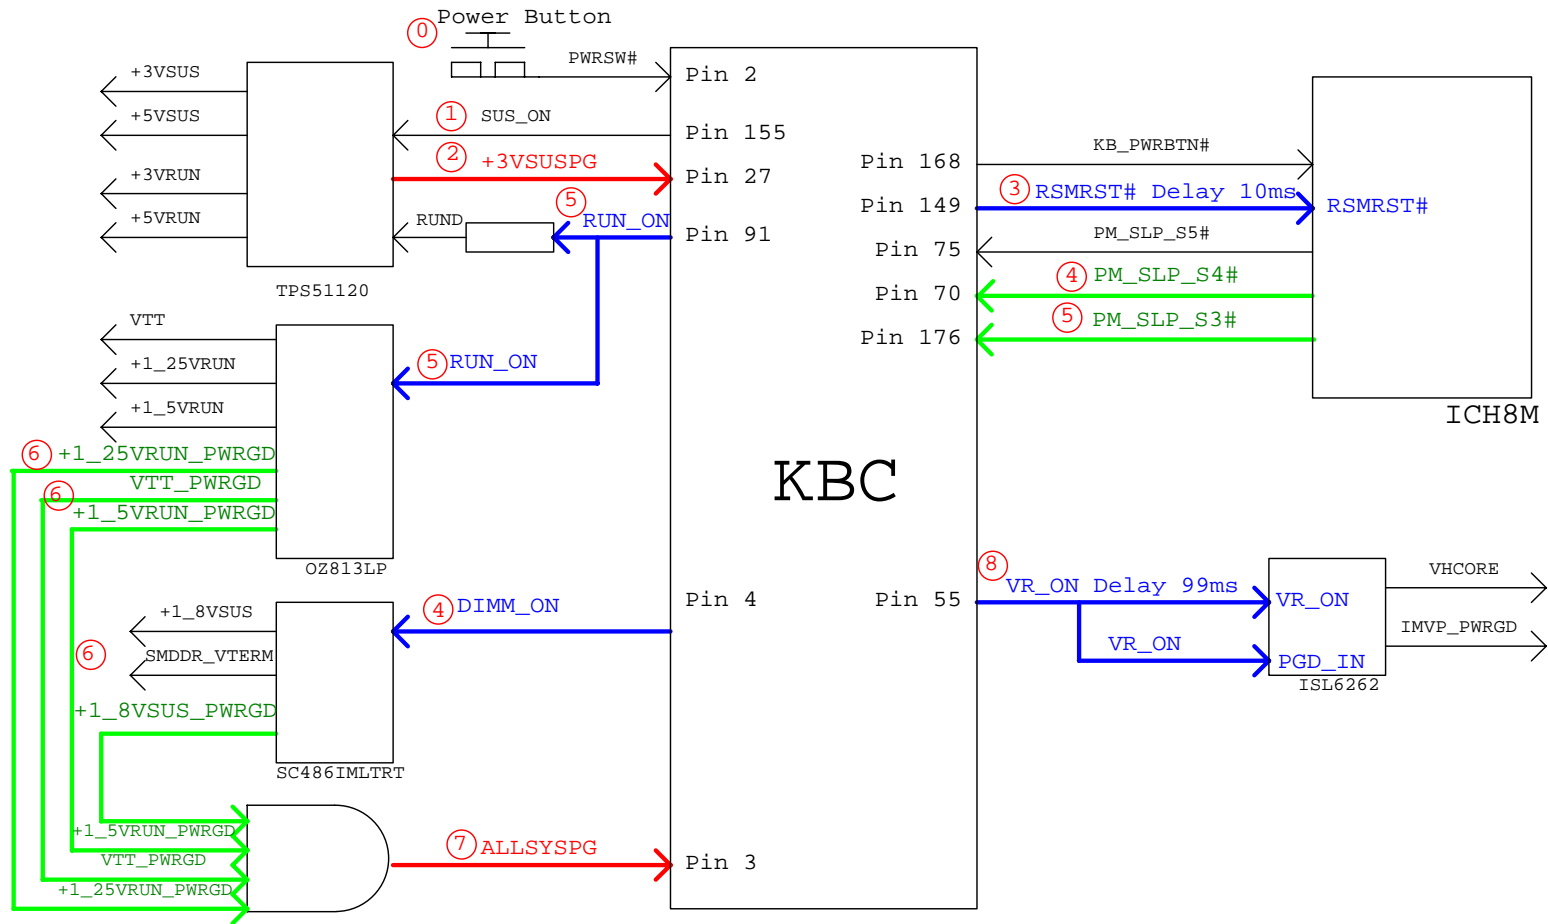 Power Button
0
PWRSW#
Pin 2
+3VSUS
+5VSUS
+3VRUN
+5VRUN
TPS51120
1
SUS_ON
Pin 155
2
+3VSUSPG
Pin 27
RUND
5
RUN_ON
Pin 91
Pin 168
KB_PWRBTN#
Pin 149
3
RSMRST# Delay 10ms
RSMRST#
Pin 75
PM_SLP_S5#
Pin 70
4
PM_SLP_S4#
Pin 176
5
PM_SLP_S3#
ICH8M
VTT
+1_25VRUN
+1_5VRUN
5
RUN_ON
6
+1_25VRUN_PWRGD
VTT_PWRGD
6
+1_5VRUN_PWRGD
OZ813LP
KBC
+1_8VSUS
SMDDR_VTERM
6
+1_8VSUS_PWRGD
SC486IMLTRT
4
DIMM_ON
Pin 4
Pin 55
8
VR_ON Delay 99ms
VR_ON
VR_ON
PGD_IN
ISL6262
VHCORE
IMVP_PWRGD
+1_5VRUN_PWRGD
VTT_PWRGD
+1_25VRUN_PWRGD
7
ALLSYSPG
Pin 3